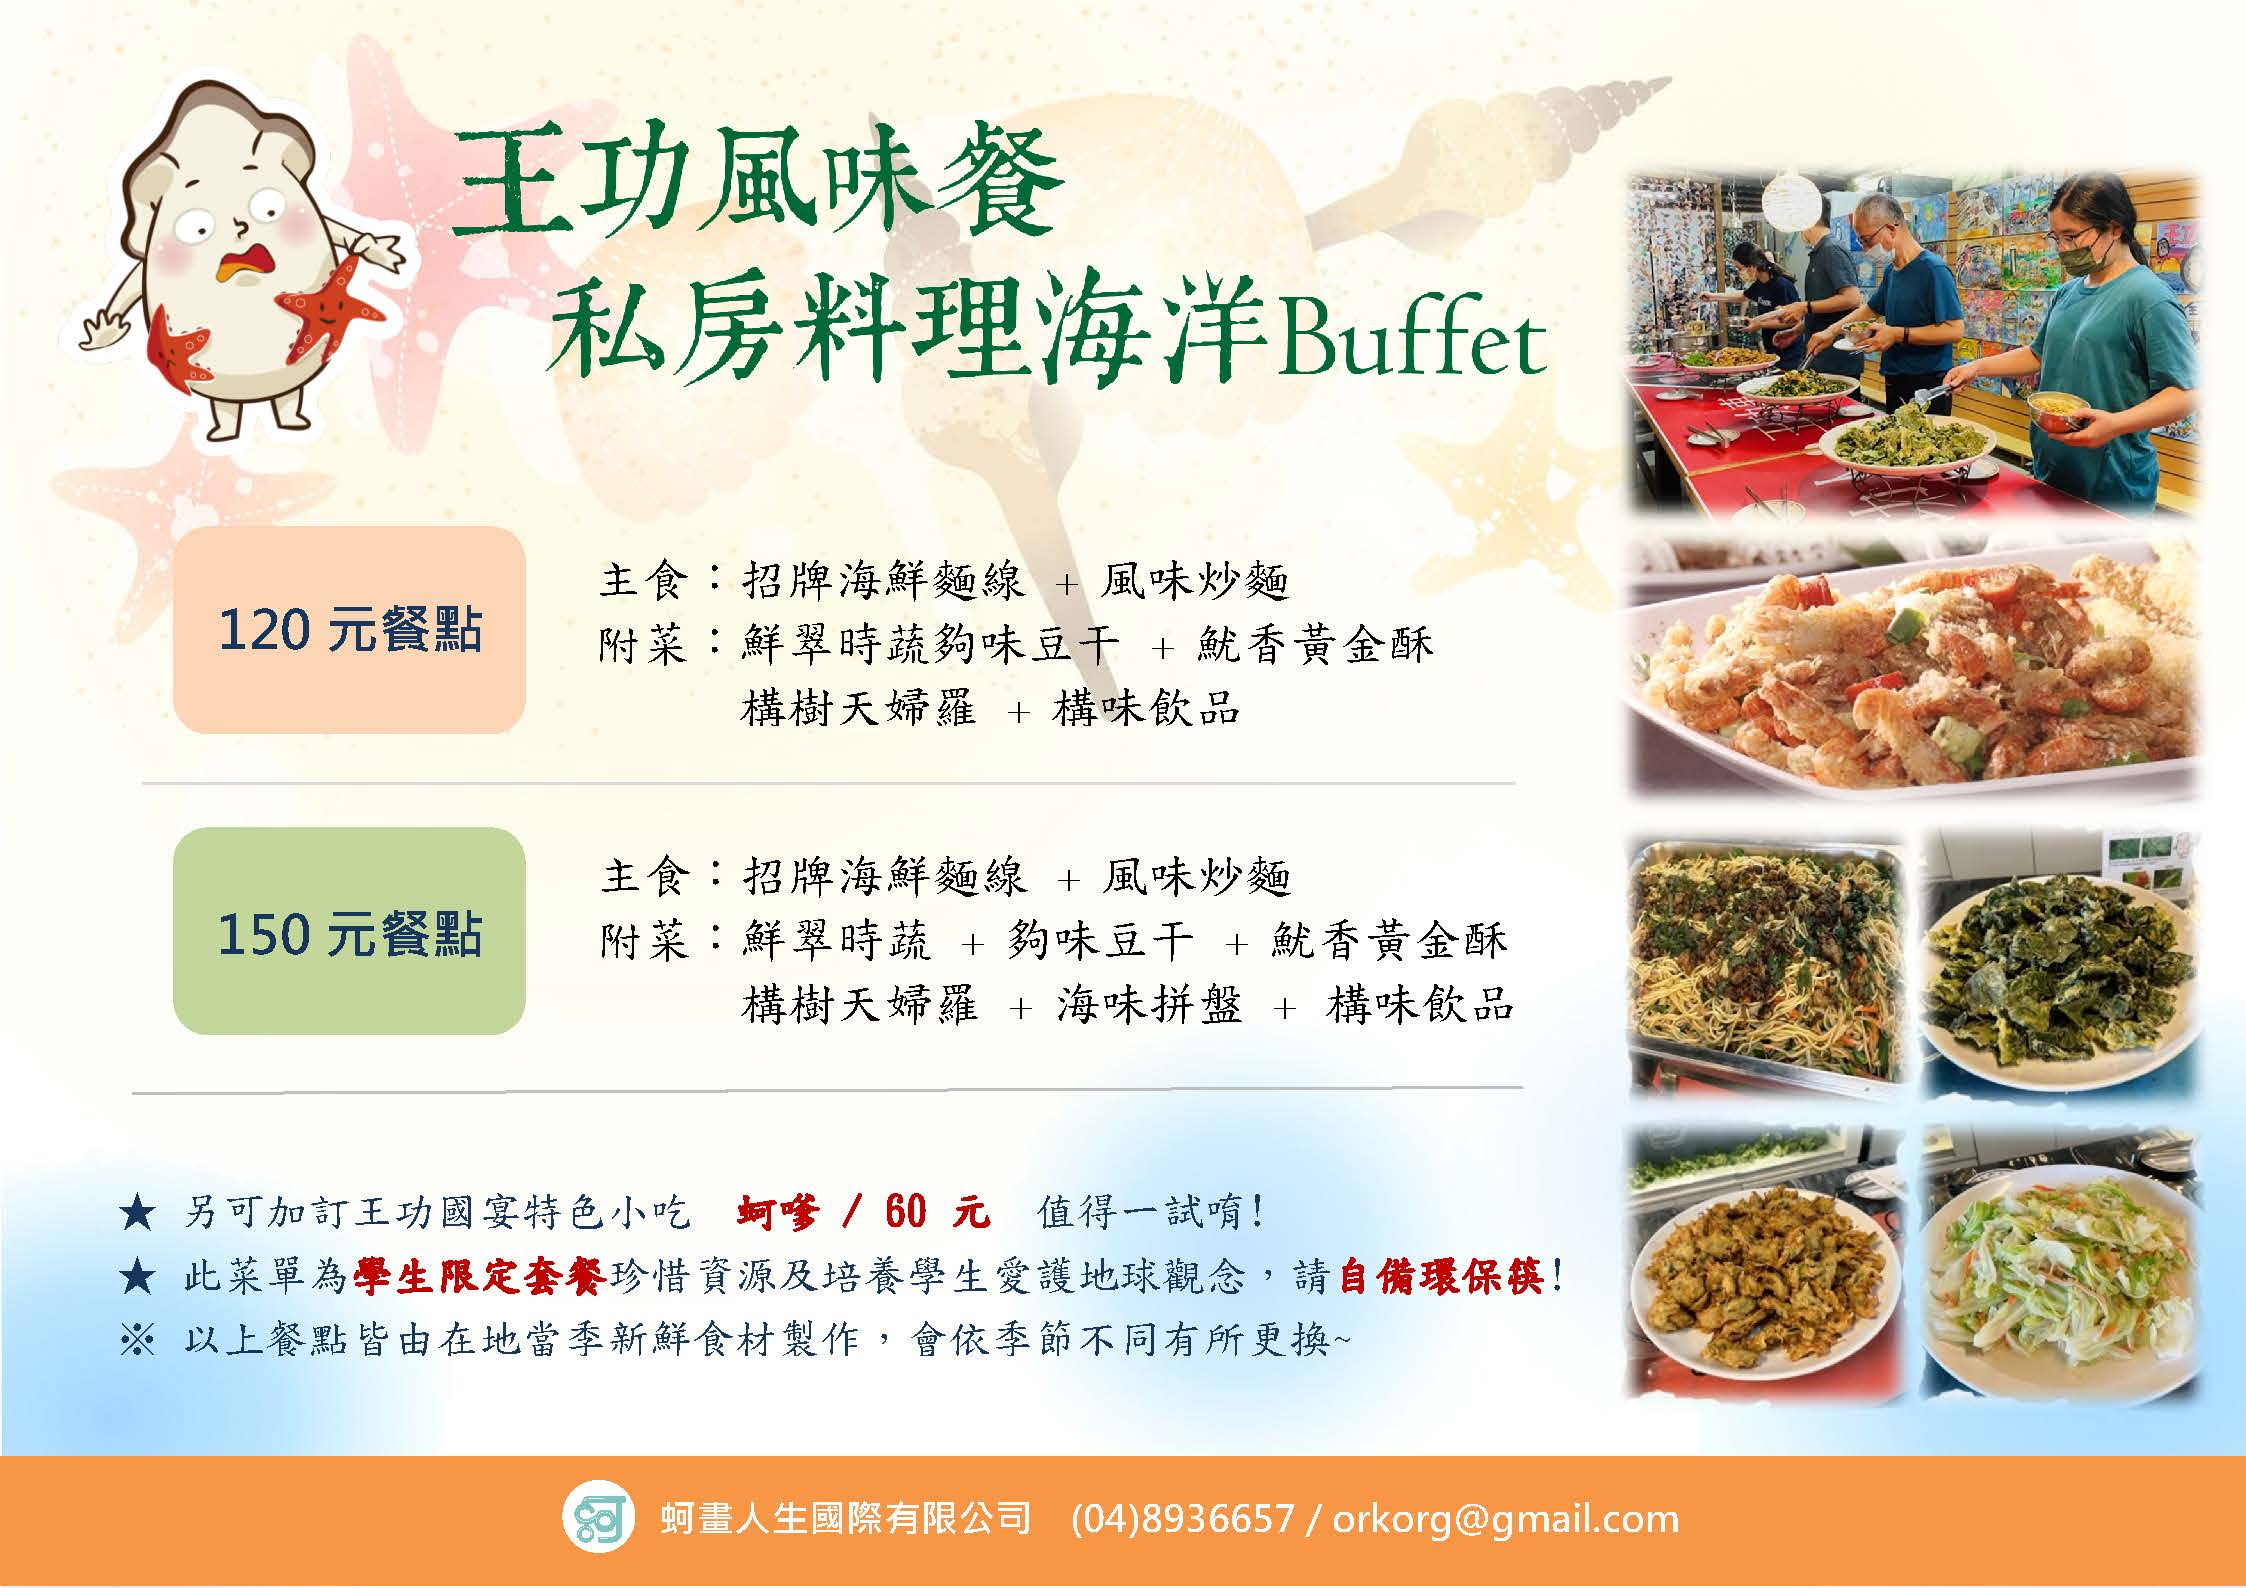 王功風味餐
私房料理海洋Buffet
120 元餐點
主食：招牌海鮮麵線 + 風味炒麵
附菜：鮮翠時蔬夠味豆干 + 魷香黃金酥
構樹天婦羅 + 構味飲品
150 元餐點
主食：招牌海鮮麵線 + 風味炒麵
附菜：鮮翠時蔬 + 夠味豆干 + 魷香黃金酥
構樹天婦羅 + 海味拼盤 + 構味飲品
★ 另可加訂王功國宴特色小吃 蚵嗲 / 60 元 值得一試唷!
★ 此菜單為學生限定套餐珍惜資源及培養學生愛護地球觀念，請自備環保筷!
※ 以上餐點皆由在地當季新鮮食材製作，會依季節不同有所更換~
蚵畫人生國際有限公司 (04)8936657 / orkorg@gmail.com